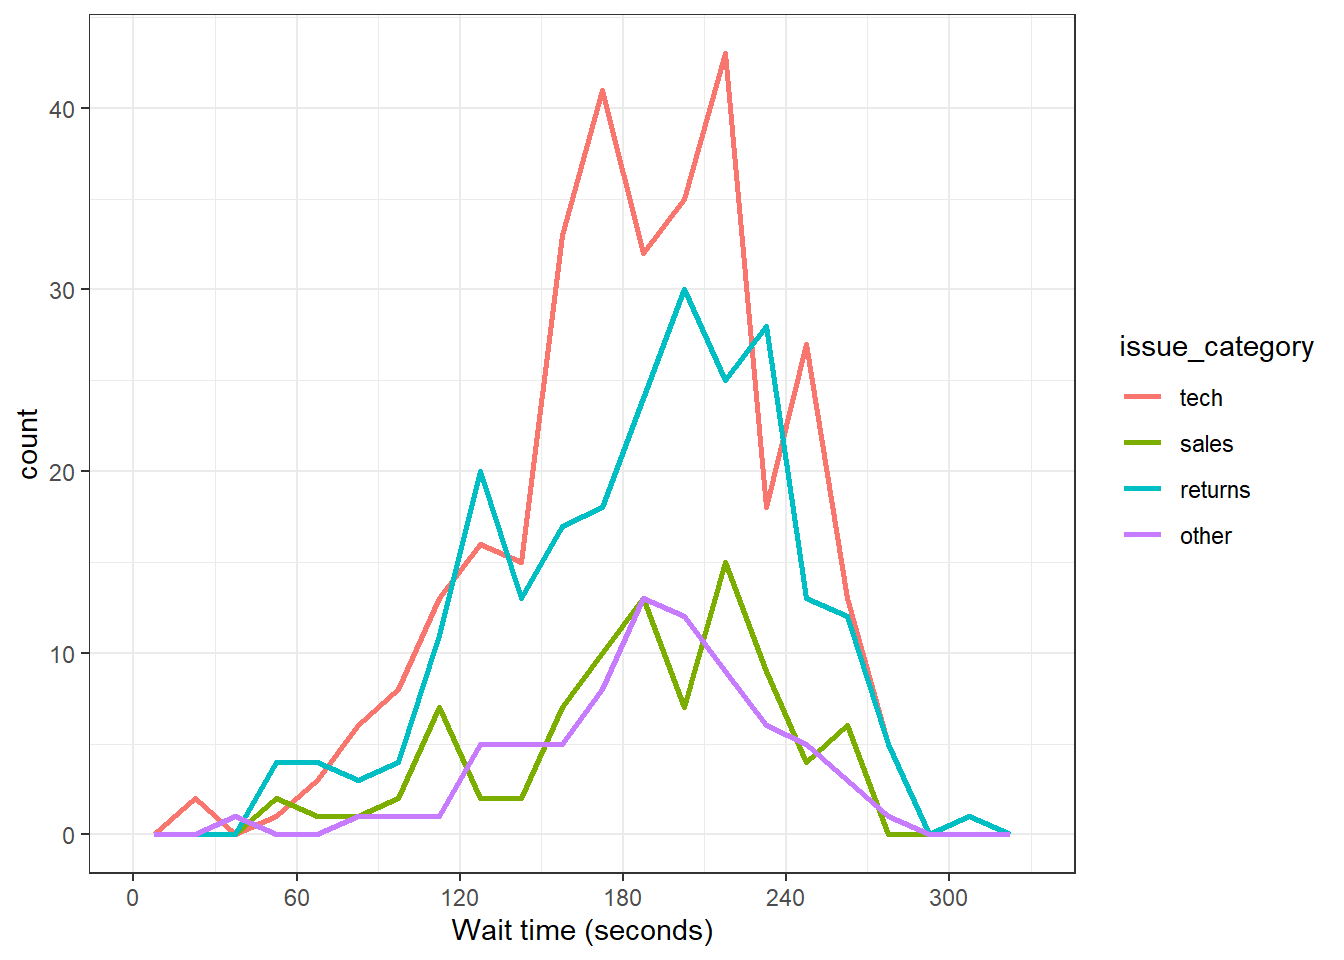 40
30
20
10
0
count
0 60 120 180 240 300
Wait time (seconds)
issue_category
tech
sales
returns
other